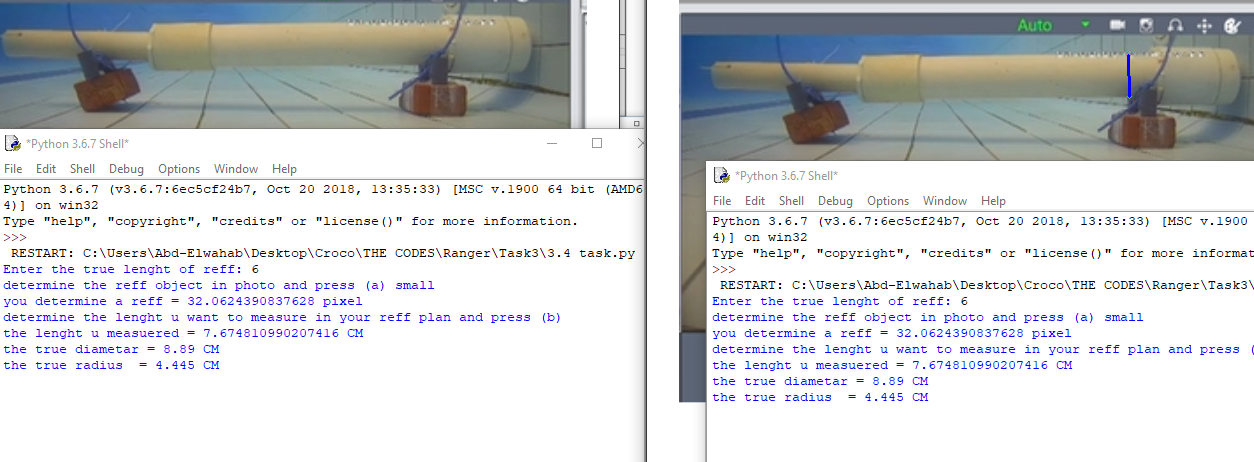 *Python 3.6.7 Shell*
File Edit Shell Debug Options Window Help
Python 3.6.7 (v3.6.7:6ec5cf24b7, Oct 20 2018, 13:35:33) [MSC v.1900 64 bit (AMD6
4)] on win32
Type "help", "copyright", "credits" or "license()" for more information.
>>>
RESTART: C:\Users\Abd-Elwahab\Desktop\Croco\THE CODES\Ranger\Task3\3.4 task.py
Enter the true lenght of reff: 6
determine the reff object in photo and press (a) small
you determine a reff = 32.0624390837628 pixel
determine the lenght u want to measure in your reff plan and press (b)
the lenght u measuered = 7.674810990207416 CM
the true diametar = 8.89 CM
the true radius  = 4.445 CM
Auto
*Python 3.6.7 Shell*
File Edit Shell Debug Options Window Help
Python 3.6.7 (v3.6.7:6ec5cf24b7, Oct 20 2018, 13:35:33) [MSC v.1900
4)] on win32
Type "help", "copyright", "credits" or "license()" for more informat
>>>
RESTART: C:\Users\Abd-Elwahab\Desktop\Croco\THE CODES\Ranger\Task3\
Enter the true lenght of reff: 6
determine the reff object in photo and press (a) small
you determine a reff = 32.0624390837628 pixel
determine the lenght u want to measure in your reff plan and press (
the lenght u measuered = 7.674810990207416 CM
the true diametar = 8.89 CM
the true radius  = 4.445 CM